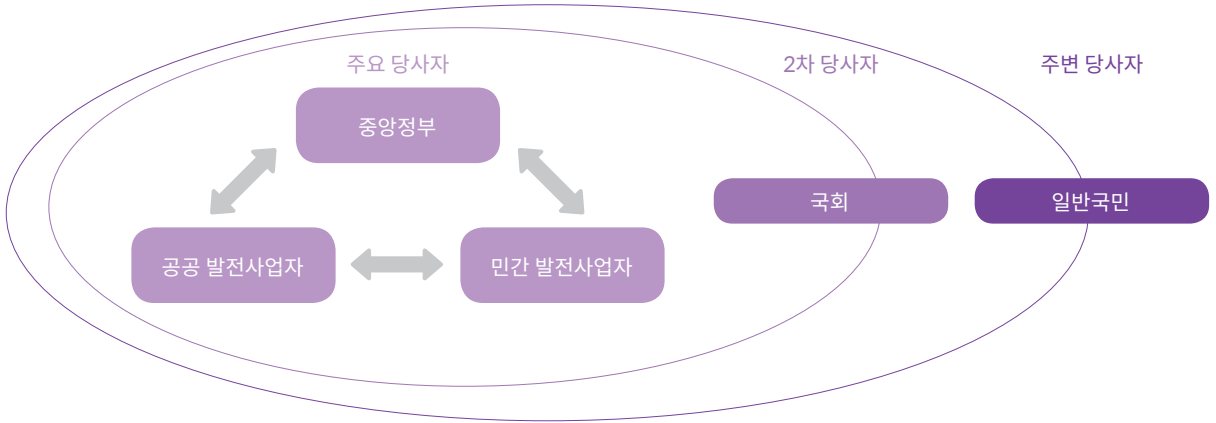 주요 당사자
2차 당사자
주변 당사자
중앙정부
국회
일반국민
공공 발전사업자
민간 발전사업자